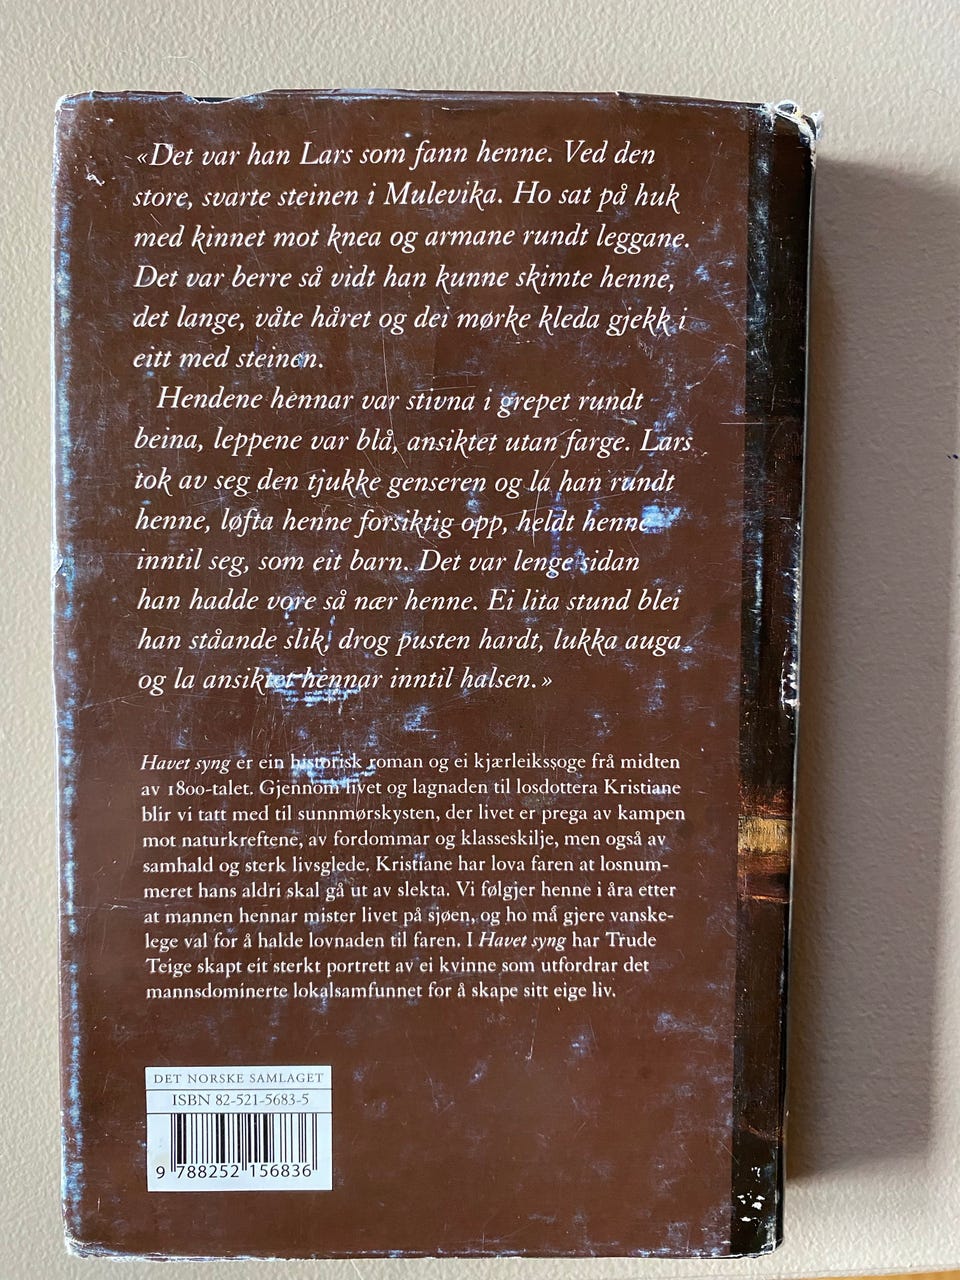 «Det var han Lars som fann henne. Ved den
store, svarte steinen i Mulevika. Ho sat på huk
med kinnet mot knea og armane rundt leggane.
Det var berre så vidt han kunne skimte henne,
det lange, våte håret og dei mørke kleda gjekk i
eitt med steinen.
Hendene hennar var stivna i grepet rundt
beina, leppene var blå, ansiktet utan farge. Lars
tok av seg den tjukke genseren og la han rundt
henne, løfta henne forsiktig opp, heldt henne
inntil seg, som eit barn. Det var lenge sidan
han hadde vore så nær henne. Ei lita stund blei
han ståande slik, drog pusten hardt, lukka auga
og la ansiktet hennar inntil halsen.»
Havet syng er ein historisk roman og ei kjærleikssoge frå midten
av 1800-talet. Gjennom livet og lagnaden til losdottera Kristiane
blir vi tatt med til sunnmørskysten, der livet er prega av kampen
mot naturkreftene, av fordommar og klasseskilje, men også av
samhald og sterk livsglede. Kristiane har lova faren at losnum-
meret hans aldri skal gå ut av slekta. Vi følgjer henne i åra etter
at mannen hennar mister livet på sjøen, og ho må gjere vanske-
lege val for å halde lovnaden til faren. I Havet syng har Trude
Teige skapt eit sterkt portrett av ei kvinne som utfordrar det
mannsdominerte lokalsamfunnet for å skape sitt eige liv.
DET NORSKE SAMLAGET
ISBN 82-521-5683-5
9 788252 156836